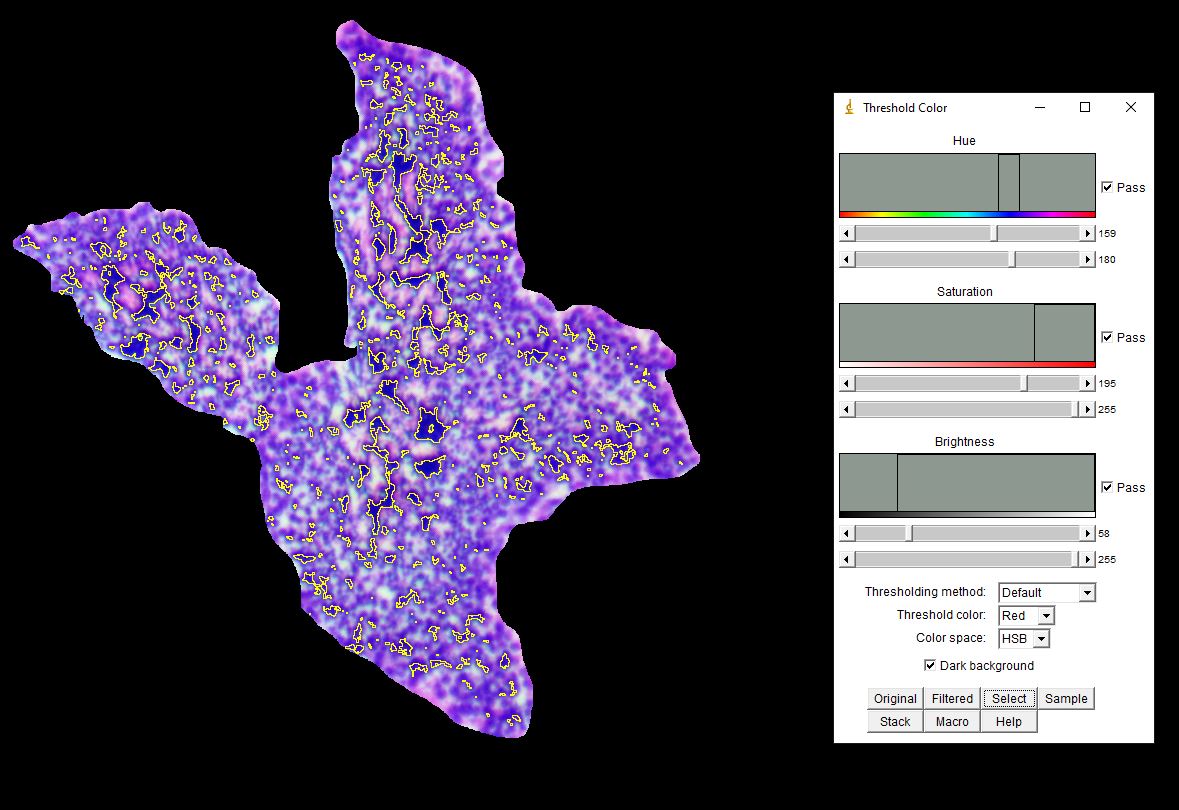 Threshold Color
Hue
Pass
159
180
Saturation
Pass
195
255
Brightness
Pass
58
255
Thresholding method: Default
Threshold color: Red
Color space: HSB
Dark background
Original Filtered Select Sample
Stack Macro Help